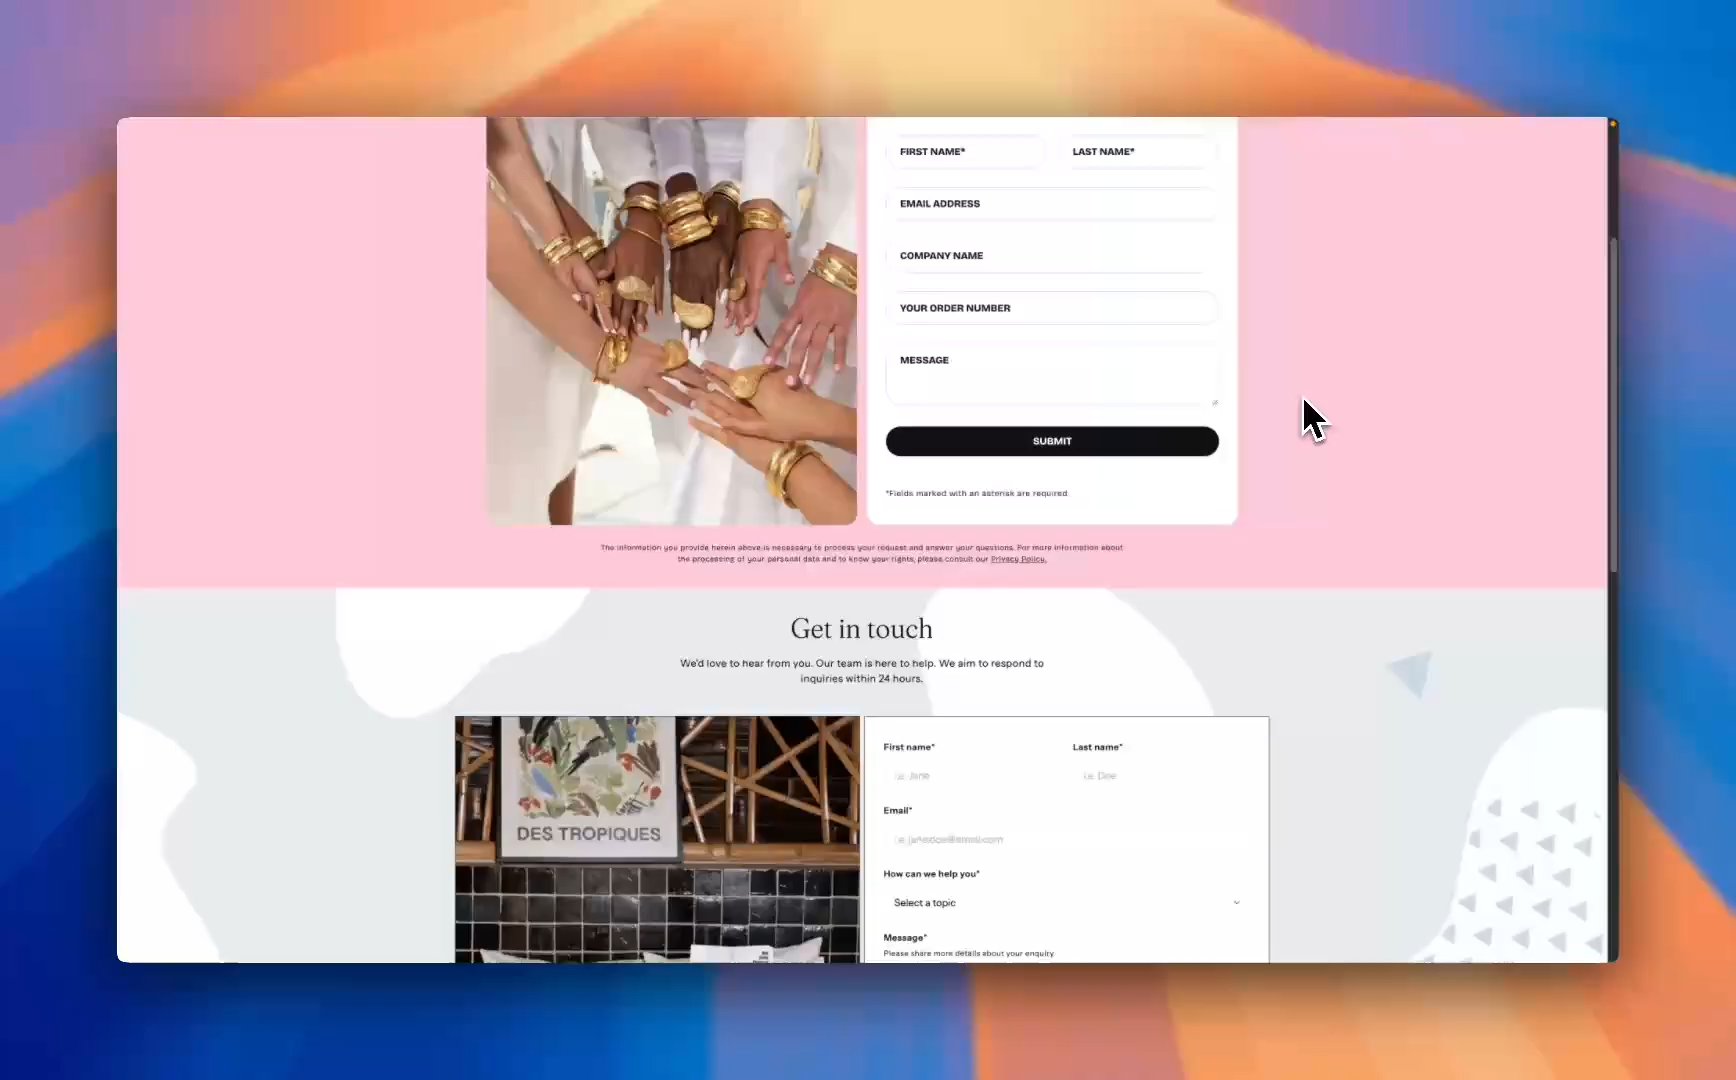 FIRST NAME*
LAST NAME*
EMAIL ADDRESS
COMPANY NAME
YOUR ORDER NUMBER
MESSAGE
SUBMIT
*Fields marked with an asterisk are required.
The information you provide herein above is necessary to process your request and answer your questions. For more information about
the processing of your personal data and to know your rights, please consult our Privacy Policy.
Get in touch
We'd love to hear from you. Our team is here to help. We aim to respond to
inquiries within 24 hours.
DES TROPIQUES
First name*
Last name*
i.e. Jane
i.e. Doe
Email*
How can we help you*
Select a topic
Message*
Please share more details about your enquiry